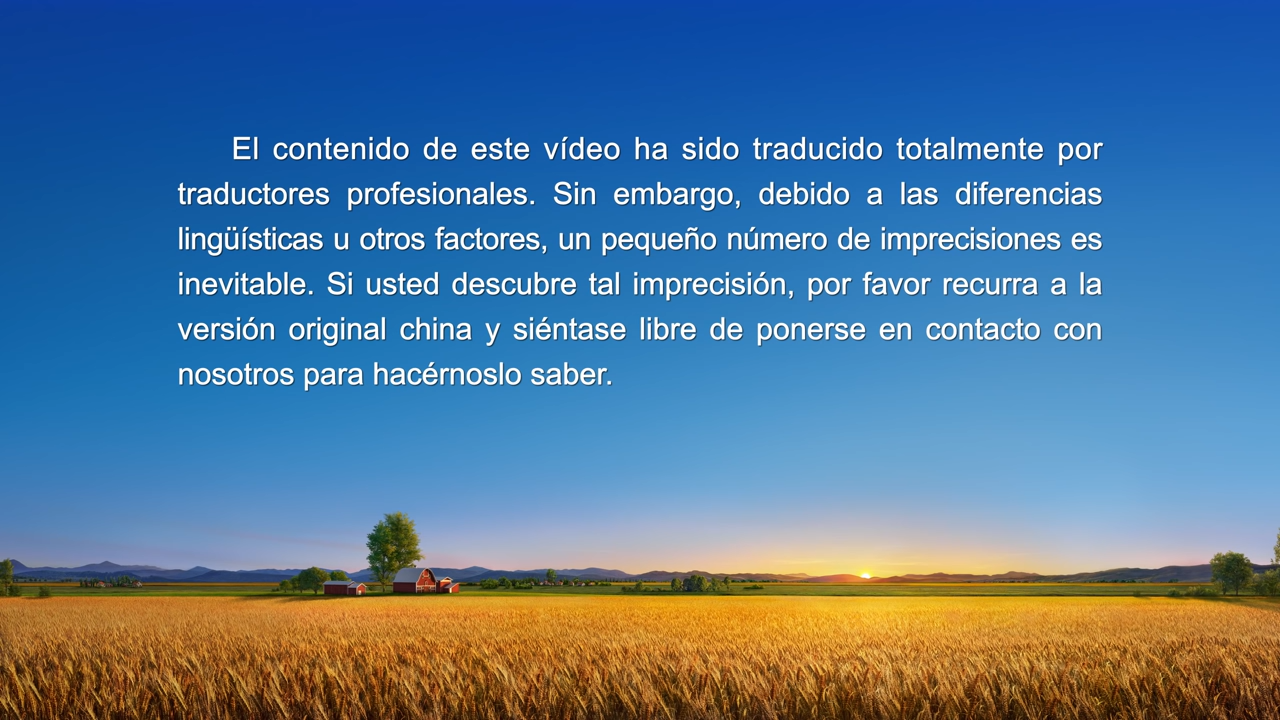 El contenido de este vídeo ha sido traducido totalmente por
traductores profesionales. Sin embargo, debido a las diferencias
lingüísticas u otros factores, un pequeño número de imprecisiones es
inevitable. Si usted descubre tal imprecisión, por favor recurra a la
versión original china y siéntase libre de ponerse en contacto con
nosotros para hacérnoslo saber.